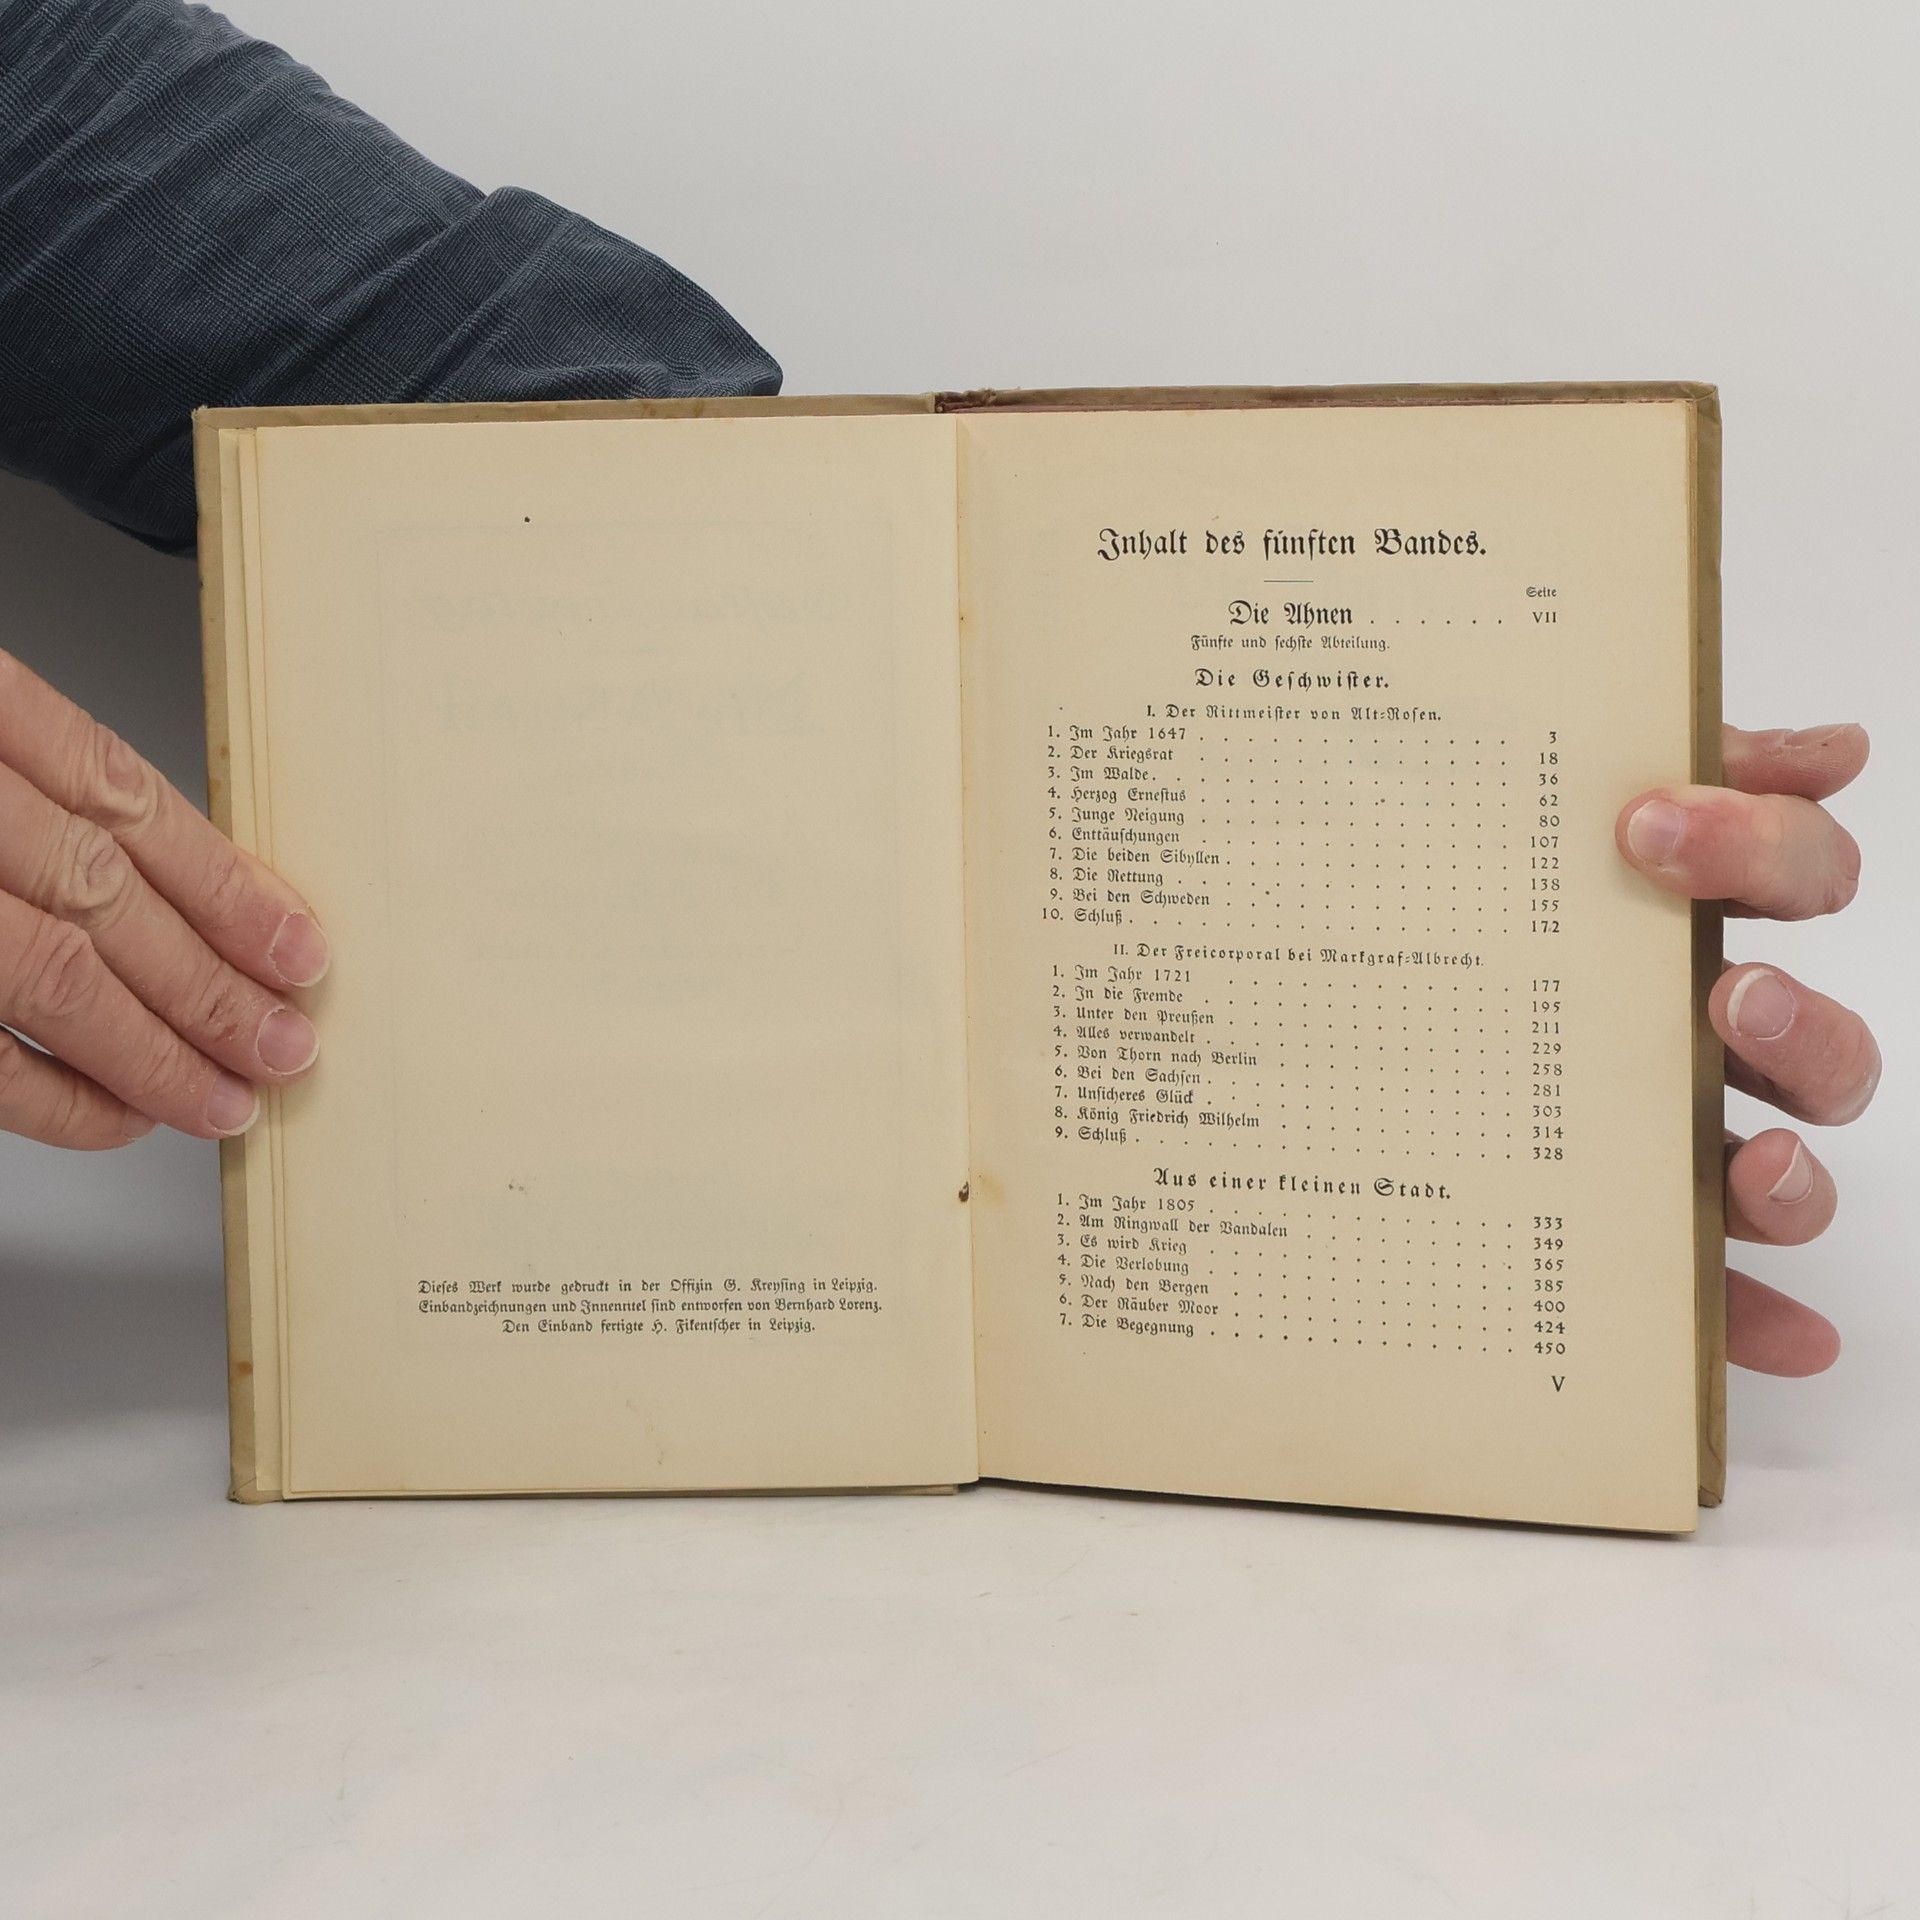 Dieses Werk wurde gedruckt in der Offizin G. Kreysing in Leipzig.
Einbandzeichnungen und Innentitel sind entworfen von Bernhard Lorenz.
Den Einband fertigte H. Fikentscher in Leipzig.
Inhalt des fünften Bandes.
Seite
Die Ahnen . . . . . . VII
Fünfte und sechste Abteilung.
Die Geschwister.
I. Der Rittmeister von Alt-Rosen.
1. Im Jahr 1647 . . . . . . . . . . . . . 3
2. Der Kriegsrat . . . . . . . . . . . . . 18
3. Im Walde . . . . . . . . . . . . . . 36
4. Herzog Ernestus . . . . . . . . . . . . . 62
5. Junge Neigung . . . . . . . . . . . . . 80
6. Enttäuschungen . . . . . . . . . . . . . 107
7. Die beiden Sibyllen . . . . . . . . . . . . 122
8. Die Rettung . . . . . . . . . . . . . . 138
9. Bei den Schweden . . . . . . . . . . . . 155
10. Schluß . . . . . . . . . . . . . . . . 172
II. Der Freicorporal bei Markgraf-Albrecht.
1. Im Jahr 1721 . . . . . . . . . . . . 177
2. In die Fremde . . . . . . . . . . . . . 195
3. Unter den Preußen . . . . . . . . . . . . 211
4. Alles verwandelt . . . . . . . . . . . . . 229
5. Von Thorn nach Berlin . . . . . . . . . . 258
6. Bei den Sachsen . . . . . . . . . . . . . 281
7. Unsicheres Glück . . . . . . . . . . . . . 303
8. König Friedrich Wilhelm . . . . . . . . . . 314
9. Schluß . . . . . . . . . . . . . . . . 328
Aus einer kleinen Stadt.
1. Im Jahr 1805 . . . . . . . . . . . . . 333
2. Am Ringwall der Vandalen . . . . . . . . . 349
3. Es wird Krieg . . . . . . . . . . . . . 365
4. Die Verlobung . . . . . . . . . . . . . 385
5. Nach den Bergen . . . . . . . . . . . . 400
6. Der Räuber Moor . . . . . . . . . . . . 424
7. Die Begegnung . . . . . . . . . . . . . 450
V